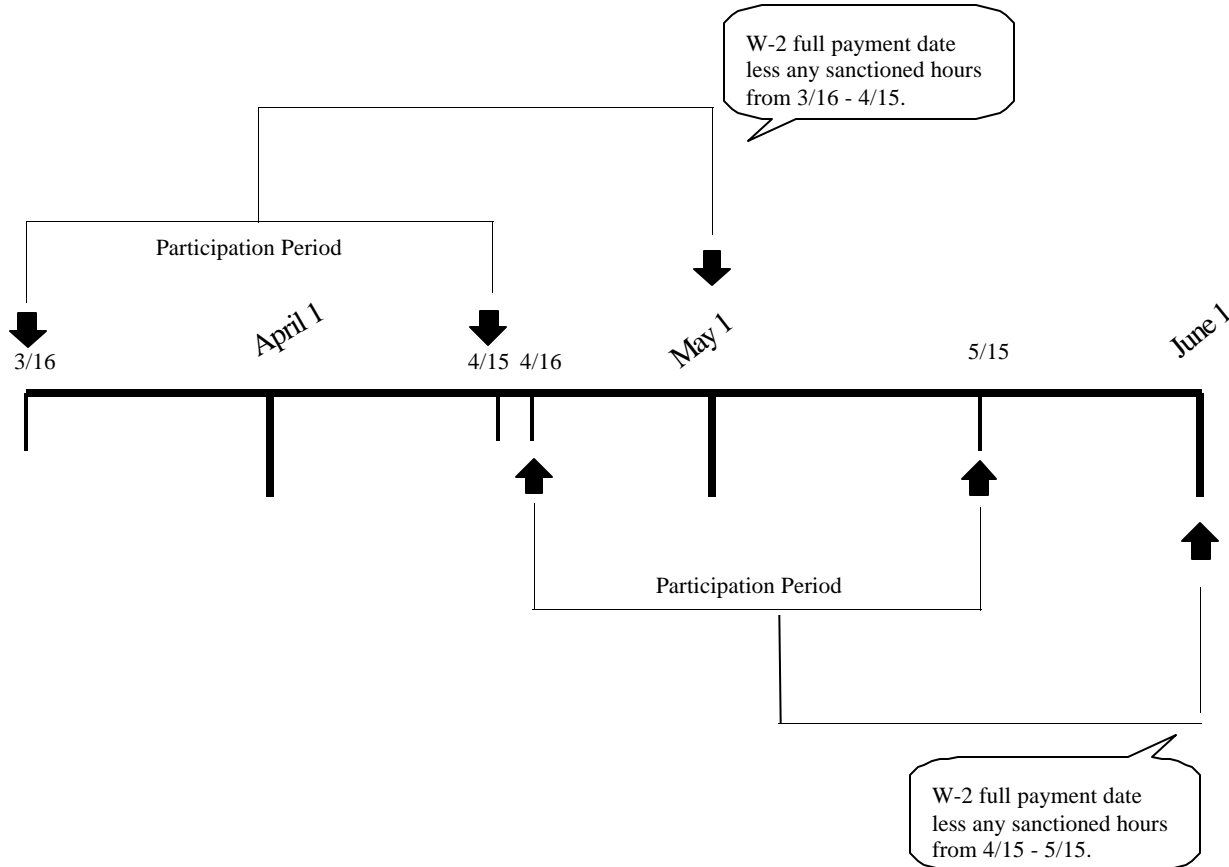 W-2 full payment date
less any sanctioned hours
from 3/16 - 4/15.
Participation Period
3/16
April 1
4/15
4/16
May 1
5/15
June 1
Participation Period
W-2 full payment date
less any sanctioned hours
from 4/15 - 5/15.